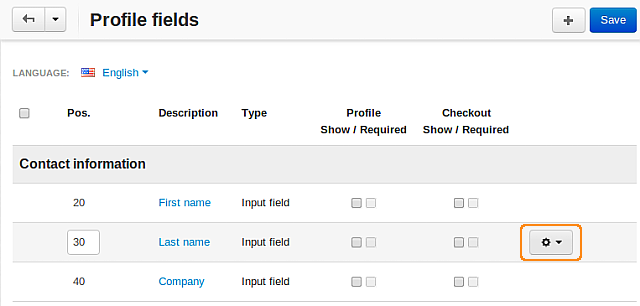 Profile fields
Save
LANGUAGE: English
Pos. Description Type Profile Show / Required Checkout Show / Required
Contact information
20 First name Input field
30 Last name Input field
40 Company Input field